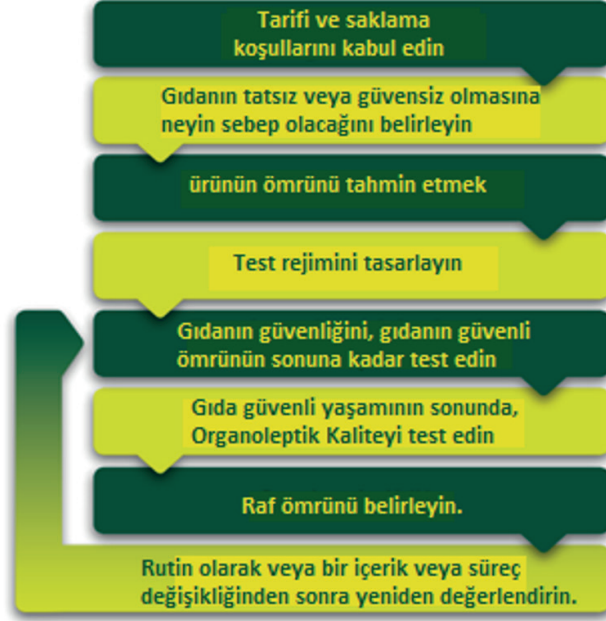 Tarifi ve saklama
koşullarını kabul edin
Gıdanın tatsız veya güvensiz olmasına
neyin sebep olacağını belirleyin
ürünün ömrünü tahmin etmek
Test rejimini tasarlayın
Gıdanın güvenliğini, gıdanın güvenli
ömrünün sonuna kadar test edin
Gıda güvenli yaşamının sonunda,
Organoleptik Kaliteyi test edin
Raf ömrünü belirleyin.
Rutin olarak veya bir içerik veya süreç
değişikliğinden sonra yeniden değerlendirin.